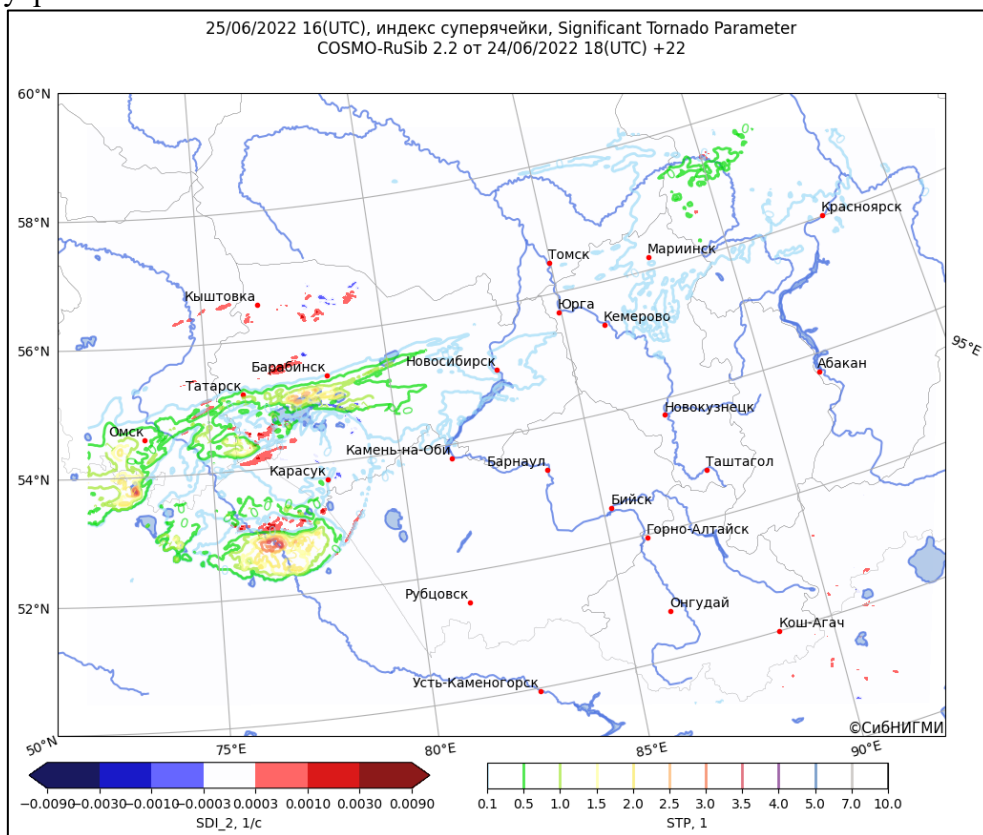 25/06/2022 16(UTC), индекс суперячейки, Significant Tornado Parameter
COSMO-RuSib 2.2 от 24/06/2022 18(UTC) +22
60°N
58°N
Красноярск
Томск
Мариинск
Кыштовка
Юрга
Кемерово
56°N
95°E
Барабинск
Новосибирск
Абакан
Татарск
Новокузнецк
Омск
Камень-на-Оби
Барнаул
Таштагол
Карасук
54°N
Бийск
Горно-Алтайск
52°N
Рубцовск
Онгудай
Кош-Агач
Усть-Каменогорск
©СибНИГМИ
50°N
75°E
80°E
85°E
90°E
−0.0090 −0.0030 −0.0010 −0.0003 0.0003 0.0010 0.0030 0.0090
SDI_2, 1/с
0.1 0.5 1.0 1.5 2.0 2.5 3.0 3.5 4.0 5.0 7.0 10.0
STP, 1